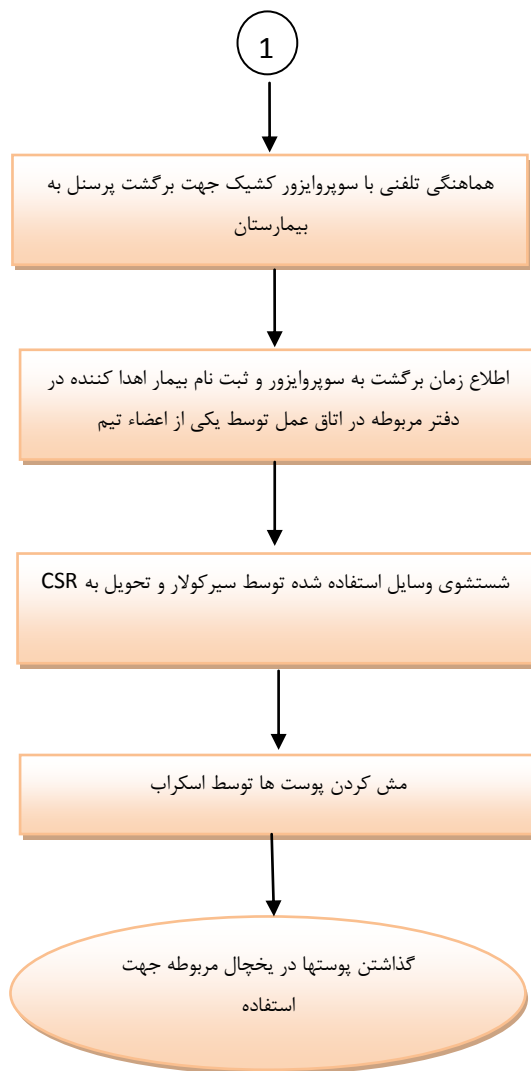 1
هماهنگی تلفنی با سوپروایزور کشیک جهت برگشت پرسنل به
بیمارستان
اطلاع زمان برگشت به سوپروایزور و ثبت نام بیمار اهدا کننده در
دفتر مربوطه در اتاق عمل توسط یکی از اعضاء تیم
شستشوی وسایل استفاده شده توسط سیرکولار و تحویل به CSR
مش کردن پوست ها توسط اسکراب
گذاشتن پوستها در یخچال مربوطه جهت
استفاده